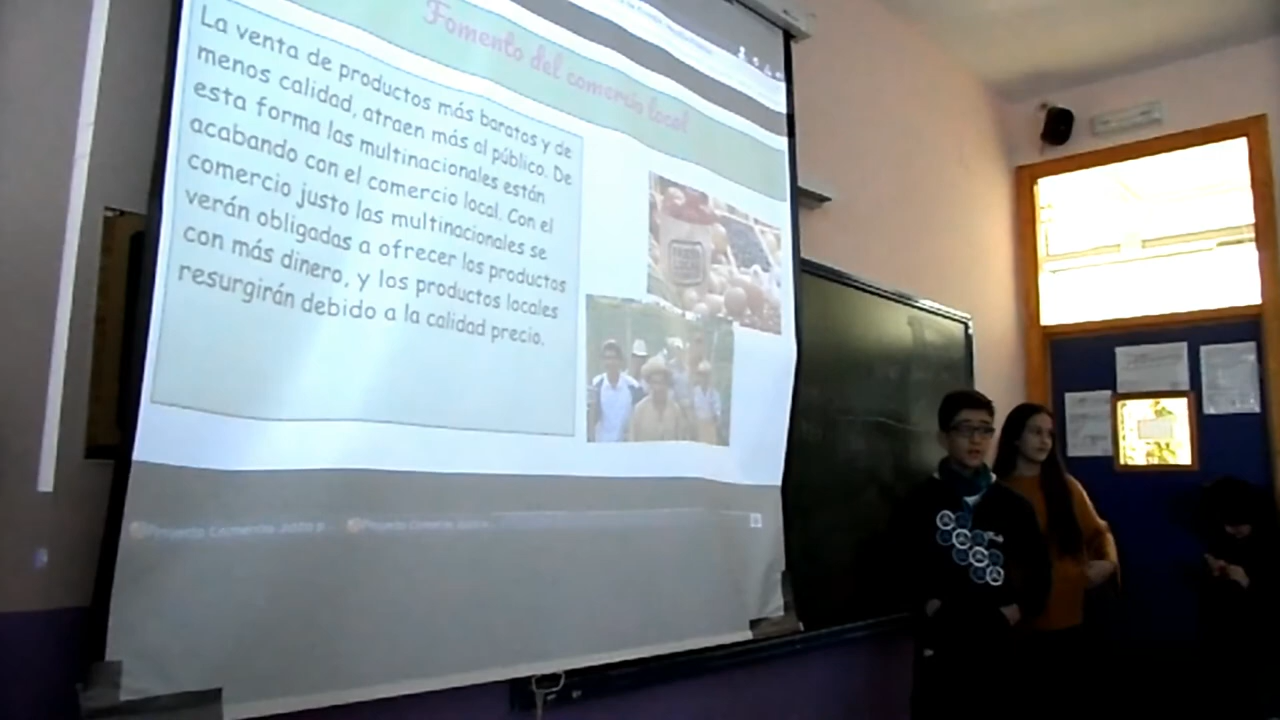 Fomento del comercio local
La venta de productos más baratos y de
menos calidad, atraen más al público. De
esta forma las multinacionales están
acabando con el comercio local. Con el
comercio justo las multinacionales se
verán obligadas a ofrecer los productos
con más dinero, y los productos locales
resurgirán debido a la calidad precio.